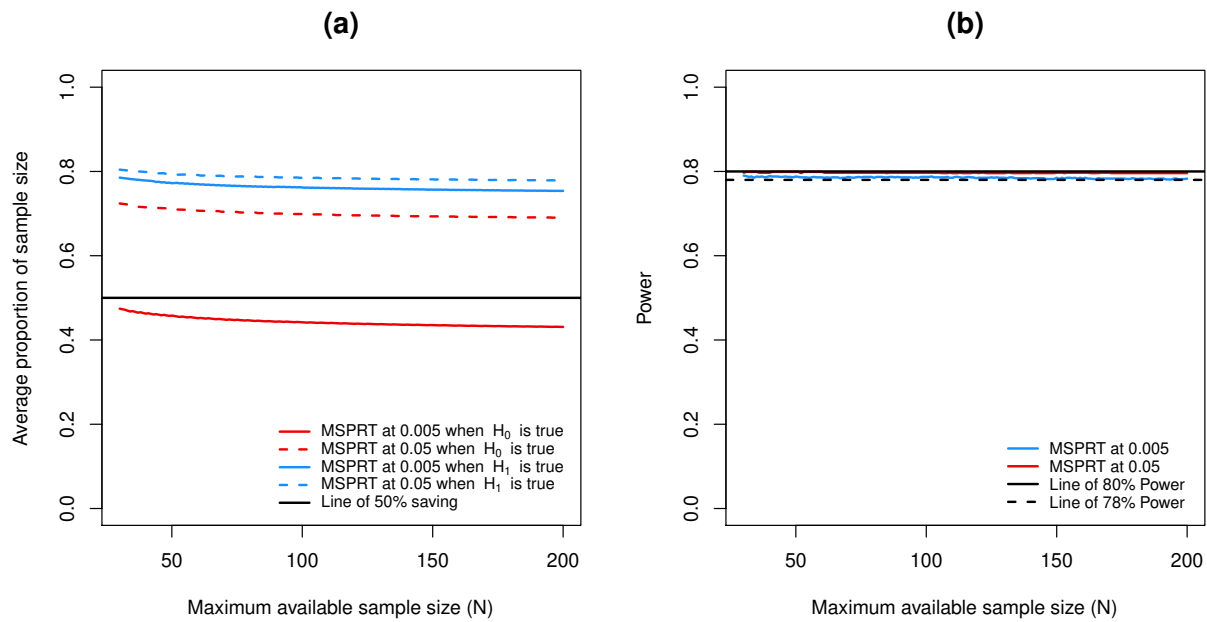 (a)
Average proportion of sample size
1.0
0.8
0.6
0.4
0.2
0.0
MSPRT at 0.005 when H₀ is true
MSPRT at 0.05 when H₀ is true
MSPRT at 0.005 when H₁ is true
MSPRT at 0.05 when H₁ is true
Line of 50% saving
50 100 150 200
Maximum available sample size (N)
(b)
Power
1.0
0.8
0.6
0.4
0.2
0.0
MSPRT at 0.005
MSPRT at 0.05
Line of 80% Power
Line of 78% Power
50 100 150 200
Maximum available sample size (N)